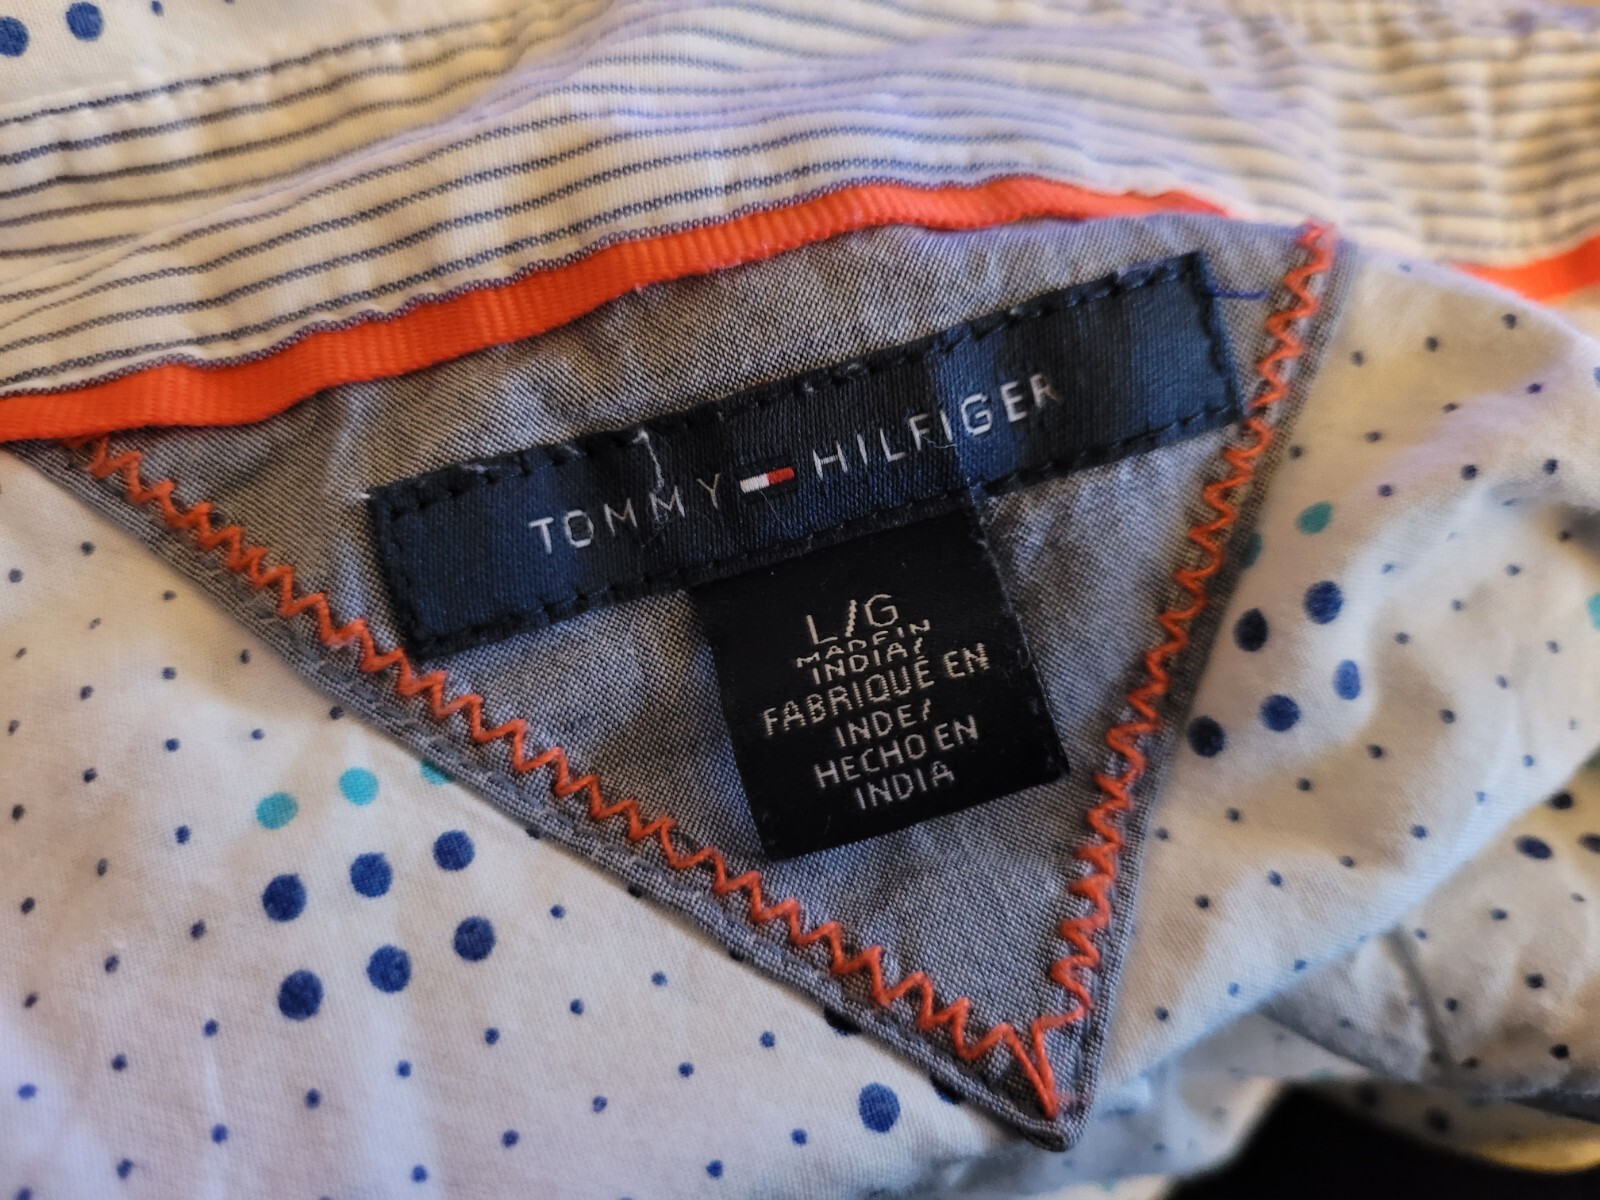 TOMMY HILFIGER
L/G
MADE IN
INDIA/
FABRIQUÉ EN
INDE/
HECHO EN
INDIA